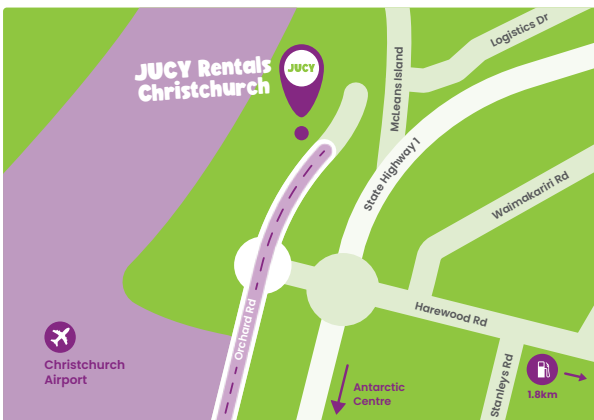 Logistics Dr
JUCY Rentals
Christchurch
JUCY
McLeans Island
State Highway 1
Waimakariri Rd
Harewood Rd
Orchard Rd
Christchurch
Airport
Antarctic
Centre
Stanleys Rd
1.8km